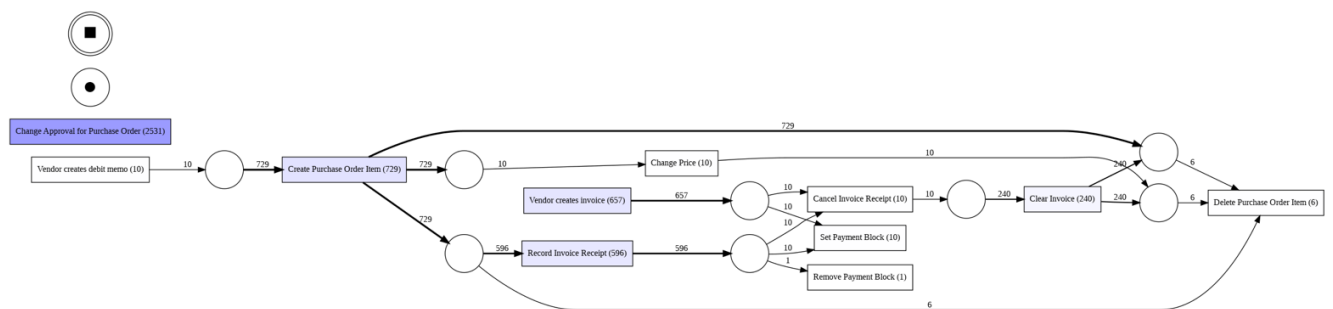 Change Approval for Purchase Order (2531)
Vendor creates debit memo (10)
10
729
Create Purchase Order Item (729)
729
729
729
10
Change Price (10)
10
Vendor creates invoice (657)
657
596
Record Invoice Receipt (596)
596
10
10
10
10
1
Cancel Invoice Receipt (10)
Set Payment Block (10)
Remove Payment Block (1)
10
240
Clear Invoice (240)
240
240
6
6
Delete Purchase Order Item (6)
6